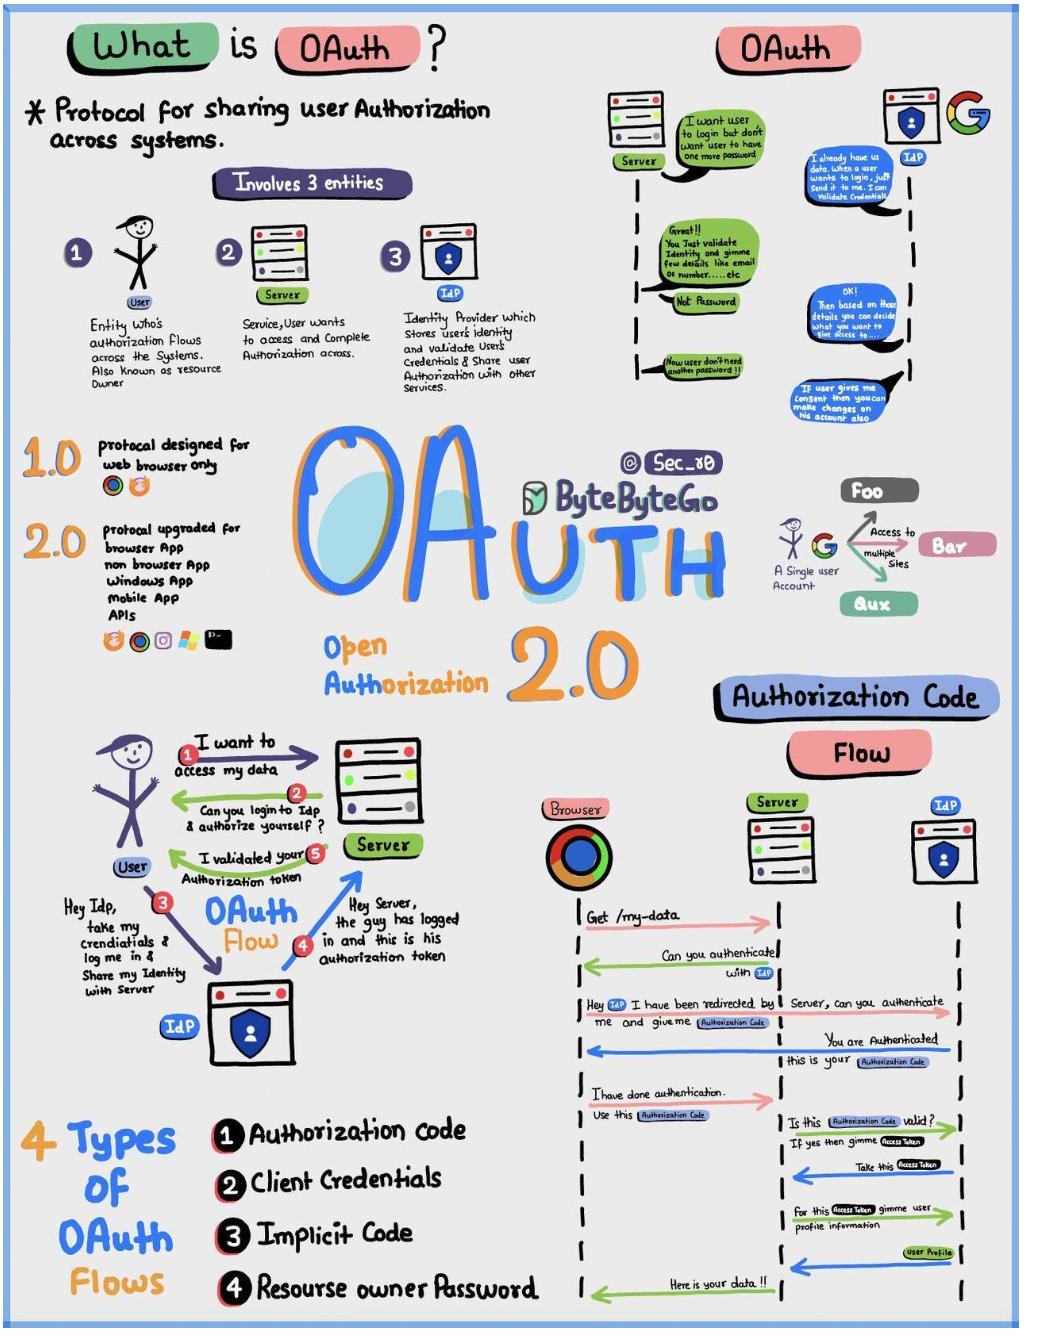 What is OAuth ?
* Protocol for sharing user Authorization
across systems.
Involves 3 entities
1
User
Entity Who's
authorization Flows
across the Systems.
Also Known as resource
Owner
2
Server
Service, User wants
to access and Complete
Authorization across.
3
IdP
Identity Provider which
Stores user's identity
and validate User's
Credentials & Share user
Authorization with other
Services.
OAuth
Server
IdP
I want user
to login but don't
want user to have
one more password
I already have us
data. When a user
wants to login, just
Send it to me. I can
Validate Credentials
Great!!
You Just validate
Identity and gimme
few details like email
or number.....etc
Not Password
OK!
Then based on those
details you can decide
what you want to
give access to....
Now user don't need
another password !!
If user gives me
Consent then you can
make changes on
his account also
1.0
protocal designed for
web browser only
2.0
protocal upgraded for
browser App
non browser App
Windows App
Mobile App
APIs
OAUTH
@ Sec_r0
ByteByteGo
Open
Authorization
2.0
A Single user
Account
Access to
multiple
Sites
Foo
Bar
Qux
1
I want to
access my data
2
Can you login to Idp
& authorize yourself ?
I validated your 5
Authorization token
User
Server
OAuth
Flow
3
Hey Idp,
take my
crendiatials &
log me in &
Share my Identity
with Server
4
Hey Server,
the guy has logged
in and this is his
authorization token
IdP
4 Types
of
OAuth
Flows
1 Authorization code
2 Client Credentials
3 Implicit Code
4 Resourse owner Password
Authorization Code
Flow
Browser
Server
IdP
Get /my-data
Can you authenticate
with IdP
Hey IdP I have been redirected by Server, can you authenticate
me and give me Authorization Code
You are Authenticated
this is your Authorization Code
I have done authentication.
Use this Authorization Code
Is this Authorization Code valid?
If yes then gimme Access Token
Take this Access Token
For this Access Token gimme user
profile information
User Profile
Here is your data !!